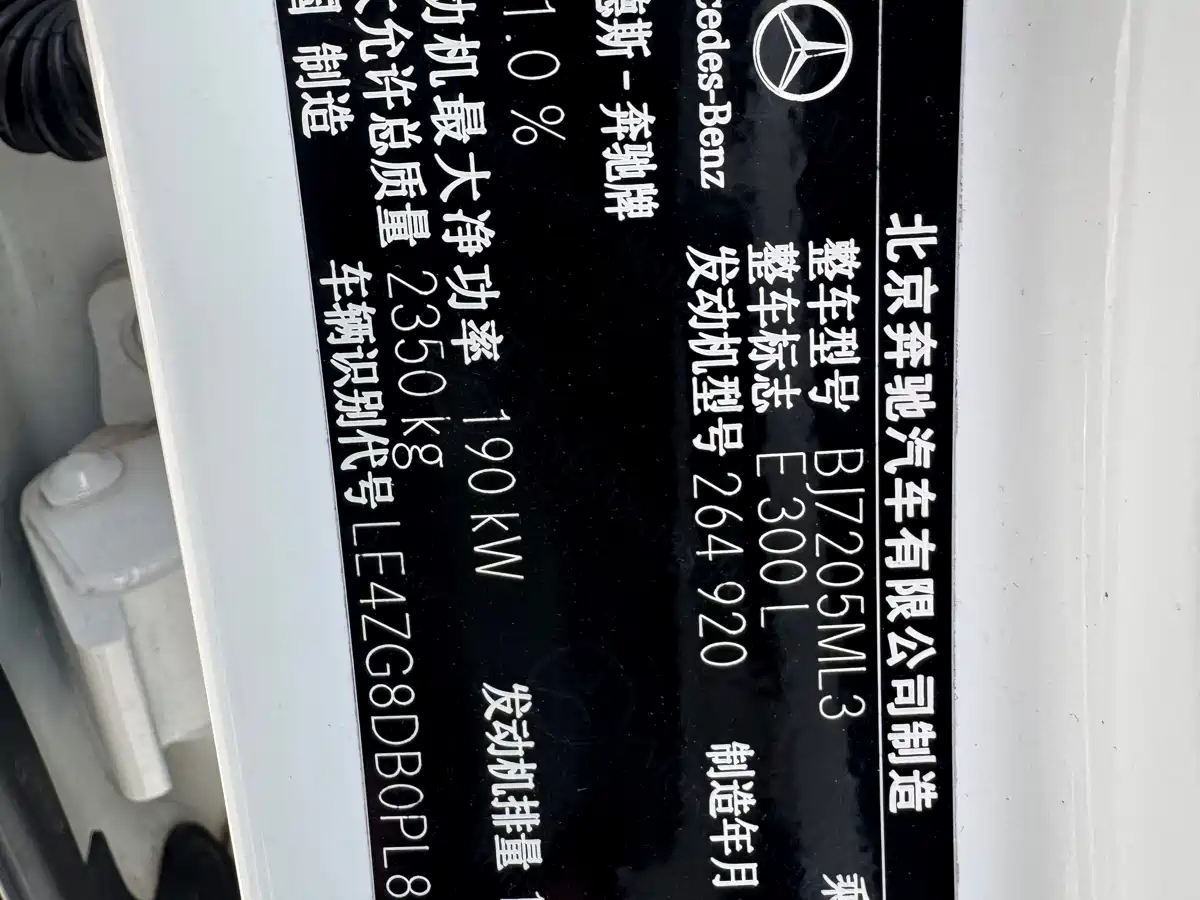 北京奔驰汽车有限公司制造
整车型号 BJ7205ML3
整车标志 E 300 L
发动机型号 264 920 制造年月
cedes-Benz
斯-奔驰牌
1.0 %
机最大净功率 190 kW 发动机排量
允许总质量 2350 kg
制造
车辆识别代号 LE4ZG8DB0PL8